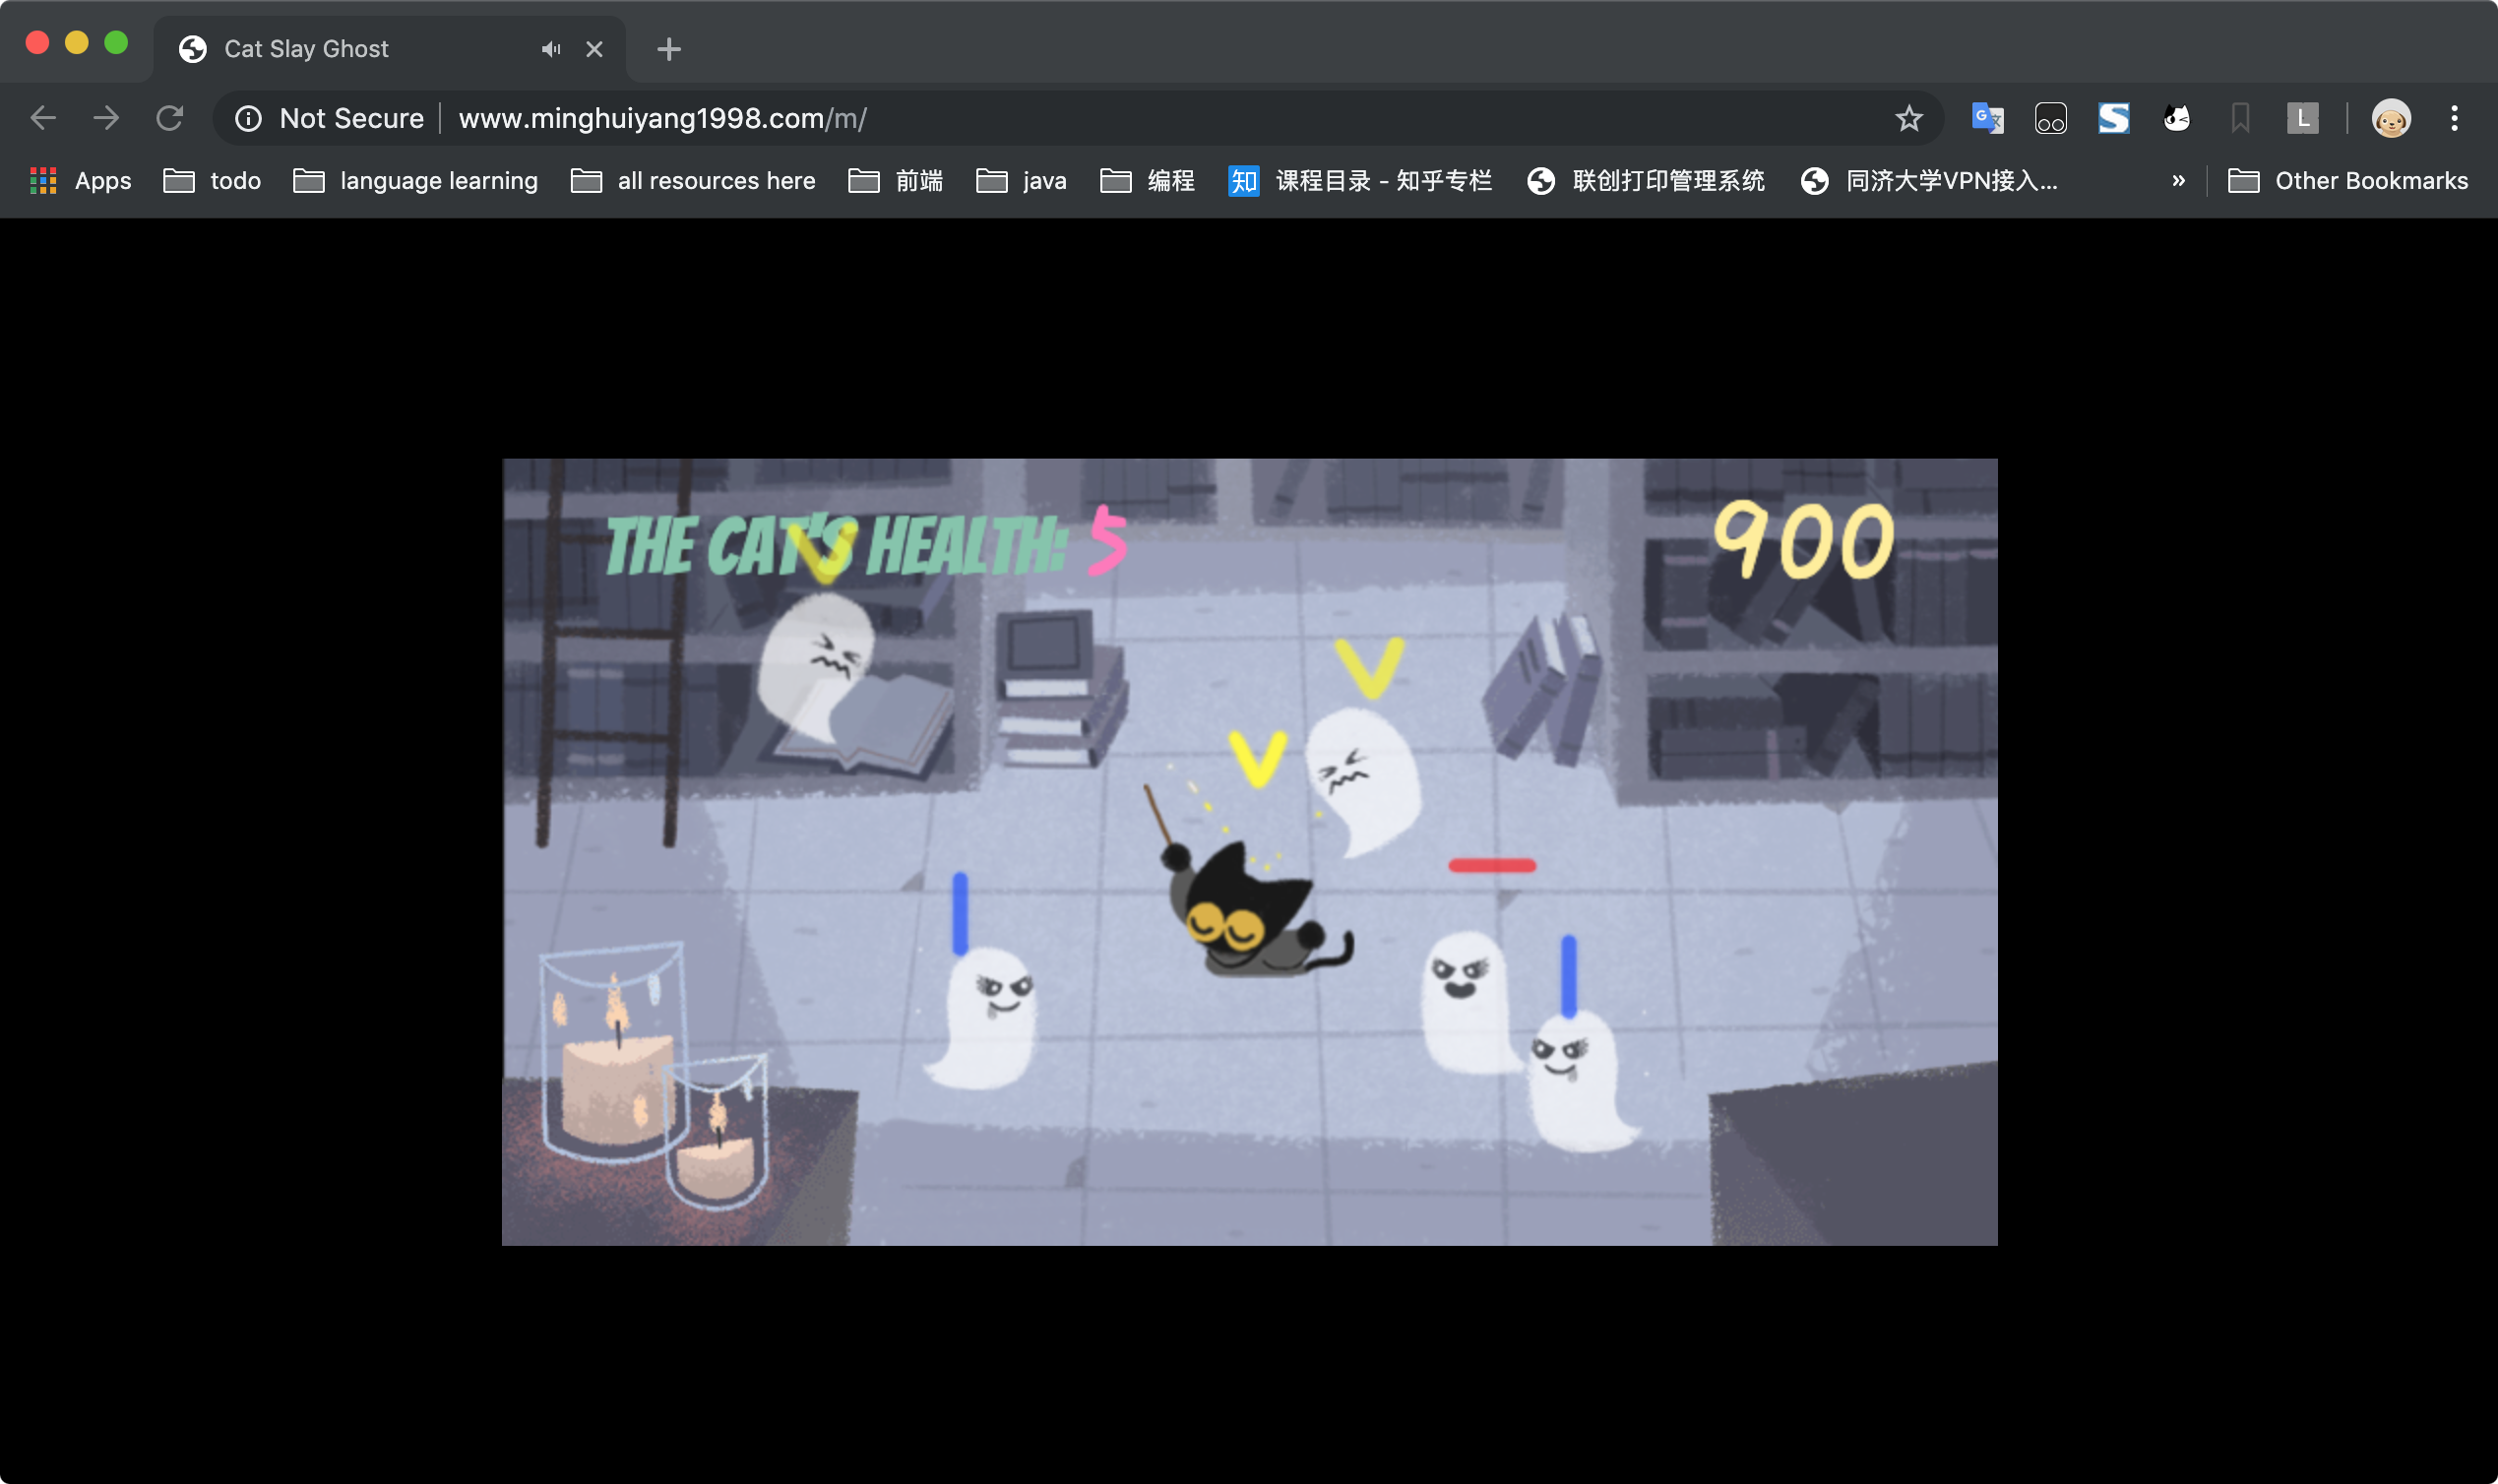 Cat Slay Ghost
Not Secure www.minghuiyang1998.com/m/
Apps todo language learning all resources here 前端 java 编程 知 课程目录 - 知乎专栏 联创打印管理系统 同济大学VPN接入... » Other Bookmarks
THE CAT'S HEALTH: 5
900